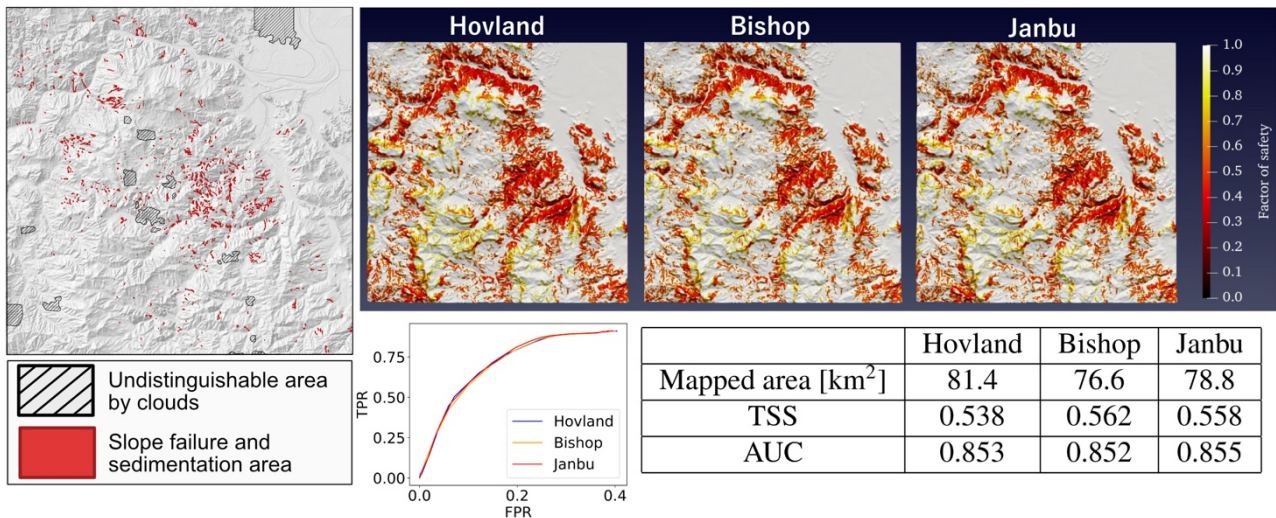 Hovland
Bishop
Janbu
1.0
0.9
0.8
0.7
0.6
0.5
0.4
0.3
0.2
0.1
0.0
Factor of safety
Undistinguishable area
by clouds
Slope failure and
sedimentation area
0.75
0.50
0.25
0.00
TPR
0.0
0.2
0.4
FPR
Hovland
Bishop
Janbu
Hovland Bishop Janbu
Mapped area [km²] 81.4 76.6 78.8
TSS 0.538 0.562 0.558
AUC 0.853 0.852 0.855